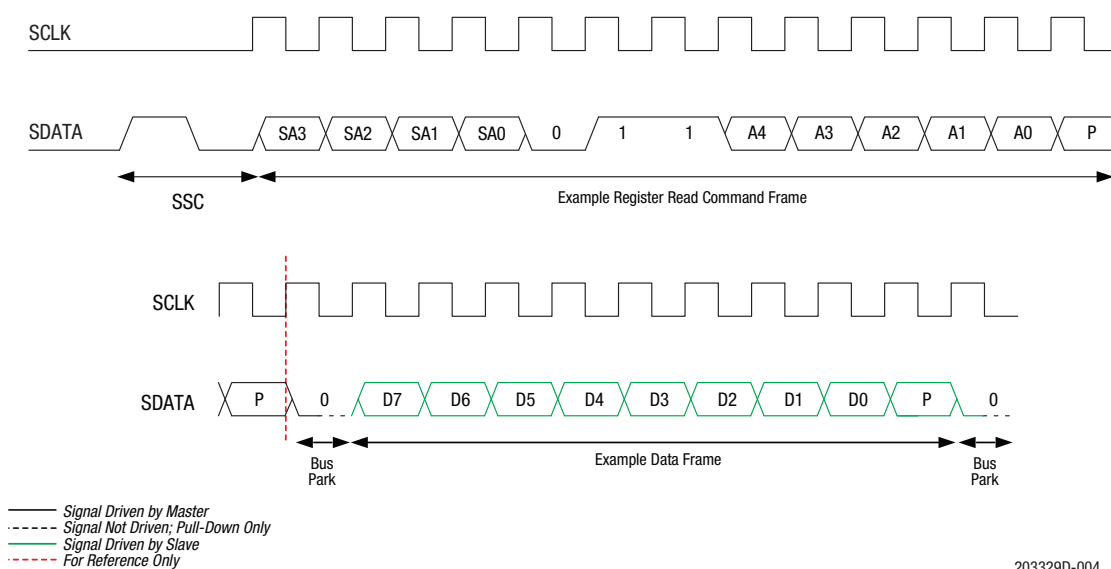 SCLK
SDATA SA3 SA2 SA1 SA0 0 1 1 A4 A3 A2 A1 A0 P
SSC Example Register Read Command Frame
SCLK
SDATA P 0 D7 D6 D5 D4 D3 D2 D1 D0 P 0
Bus Park Example Data Frame Bus Park
Signal Driven by Master
Signal Not Driven; Pull-Down Only
Signal Driven by Slave
For Reference Only
203329D-004